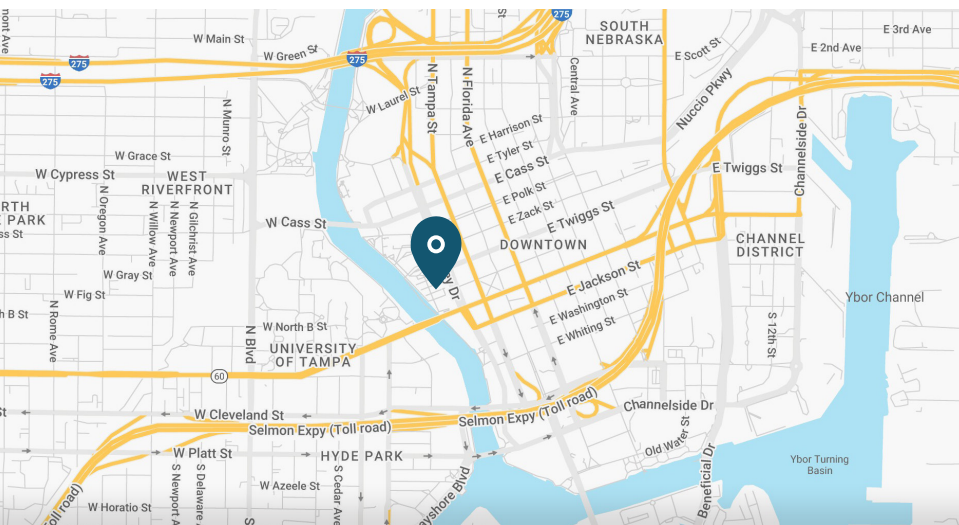 275
SOUTH
NEBRASKA
E 3rd Ave
W Main St
W Green St
275
E Scott St
E 2nd Ave
275
275
N Tampa St
N Florida Ave
Central Ave
Nuccio Pkwy
W Laurel St
N Munro St
Channelside Dr
E Harrison St
E Tyler St
W Grace St
E Cass St
E Twiggs St
W Cypress St
WEST
RIVERFRONT
E Polk St
N Oregon Ave
N Willow Ave
N Newport Ave
N Gilchrist Ave
PARK
W Cass St
E Zack St
E Twiggs St
DOWNTOWN
CHANNEL
DISTRICT
W Gray St
E Jackson St
W Fig St
Ybor Channel
E Washington St
B St
N Rome Ave
N Blvd
W North B St
E Whiting St
S 12th St
UNIVERSITY
OF TAMPA
60
W Cleveland St
Selmon Expy (Toll road)
Selmon Expy (Toll road)
Channelside Dr
W Platt St
HYDE PARK
Old Water St
Ybor Turning
Basin
S Newport A
S Delaware
S Cedar Ave
W Azeele St
Beneficial Dr
W Horatio St
road)